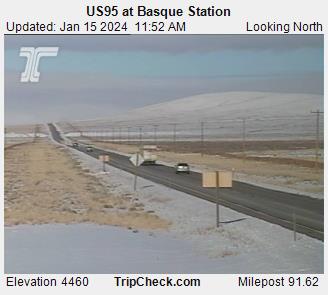 US95 at Basque Station
Updated: Jan 15 2024 11:52 AM Looking North
Elevation 4460 TripCheck.com Milepost 91.62